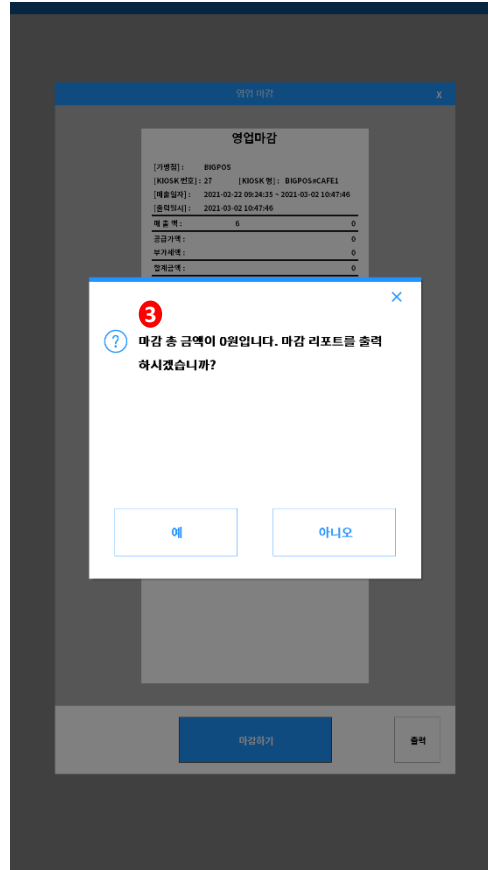 영업 마감 x
영업마감
[가맹점] : BIGPOS
[KIOSK 번호] : 27 [KIOSK 명] : BIGPOS#CAFE1
[매출일자] : 2021-02-22 09:24:35 ~ 2021-03-02 10:47:46
[출력일시] : 2021-03-02 10:47:46
매 출 액 : 6 0
공급가액 : 0
부가세액 : 0
합계금액 : 0
3
마감 총 금액이 0원입니다. 마감 리포트를 출력
하시겠습니까?
예 아니오
마감하기 출력